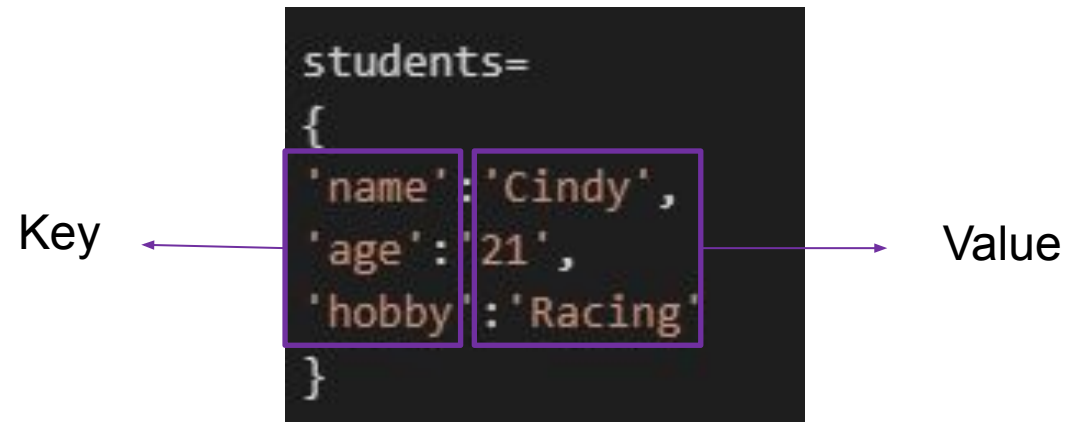 students=
{
'name':'Cindy',
'age':'21',
'hobby':'Racing'
}
Key
Value